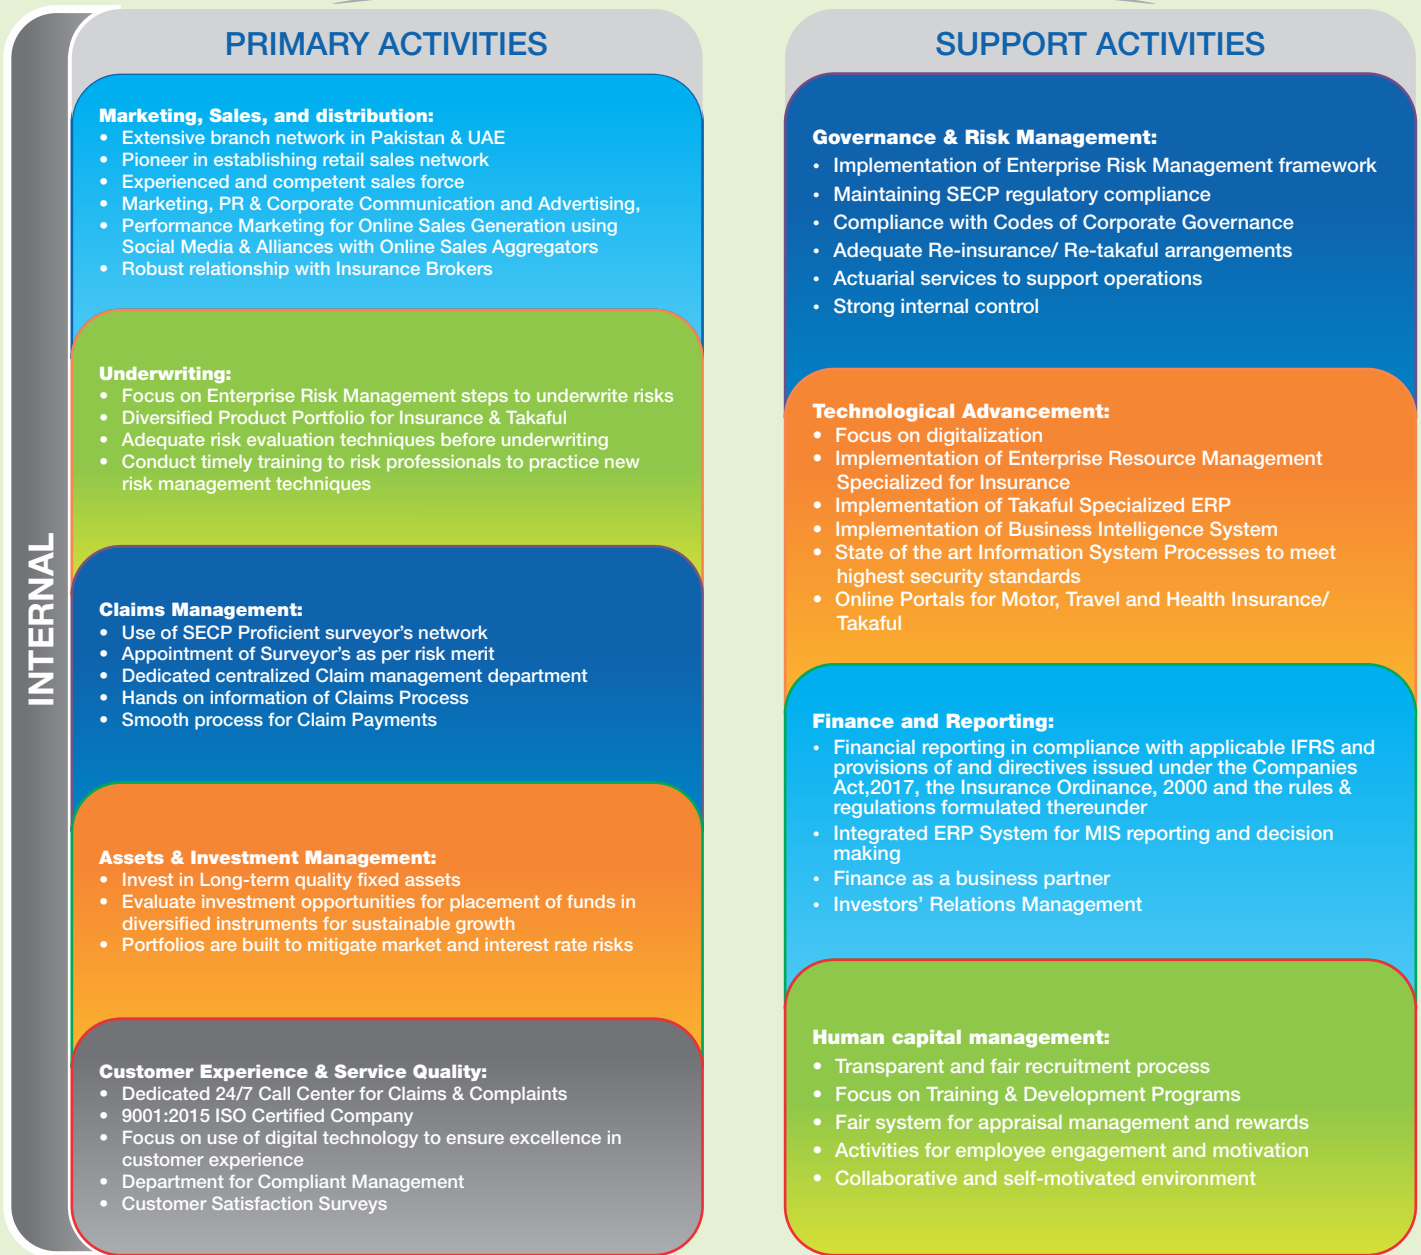 INTERNAL
PRIMARY ACTIVITIES
Marketing, Sales, and distribution:
• Extensive branch network in Pakistan & UAE
• Pioneer in establishing retail sales network
• Experienced and competent sales force
• Marketing, PR & Corporate Communication and Advertising,
• Performance Marketing for Online Sales Generation using
Social Media & Alliances with Online Sales Aggregators
• Robust relationship with Insurance Brokers
Underwriting:
• Focus on Enterprise Risk Management steps to underwrite risks
• Diversified Product Portfolio for Insurance & Takaful
• Adequate risk evaluation techniques before underwriting
• Conduct timely training to risk professionals to practice new
risk management techniques
Claims Management:
• Use of SECP Proficient surveyor's network
• Appointment of Surveyor's as per risk merit
• Dedicated centralized Claim management department
• Hands on information of Claims Process
• Smooth process for Claim Payments
Assets & Investment Management:
• Invest in Long-term quality fixed assets
• Evaluate investment opportunities for placement of funds in
diversified instruments for sustainable growth
• Portfolios are built to mitigate market and interest rate risks
Customer Experience & Service Quality:
• Dedicated 24/7 Call Center for Claims & Complaints
• 9001:2015 ISO Certified Company
• Focus on use of digital technology to ensure excellence in
customer experience
• Department for Compliant Management
• Customer Satisfaction Surveys
SUPPORT ACTIVITIES
Governance & Risk Management:
• Implementation of Enterprise Risk Management framework
• Maintaining SECP regulatory compliance
• Compliance with Codes of Corporate Governance
• Adequate Re-insurance/ Re-takaful arrangements
• Actuarial services to support operations
• Strong internal control
Technological Advancement:
• Focus on digitalization
• Implementation of Enterprise Resource Management
Specialized for Insurance
• Implementation of Takaful Specialized ERP
• Implementation of Business Intelligence System
• State of the art Information System Processes to meet
highest security standards
• Online Portals for Motor, Travel and Health Insurance/
Takaful
Finance and Reporting:
• Financial reporting in compliance with applicable IFRS and
provisions of and directives issued under the Companies
Act,2017, the Insurance Ordinance, 2000 and the rules &
regulations formulated thereunder
• Integrated ERP System for MIS reporting and decision
making
• Finance as a business partner
• Investors' Relations Management
Human capital management:
• Transparent and fair recruitment process
• Focus on Training & Development Programs
• Fair system for appraisal management and rewards
• Activities for employee engagement and motivation
• Collaborative and self-motivated environment